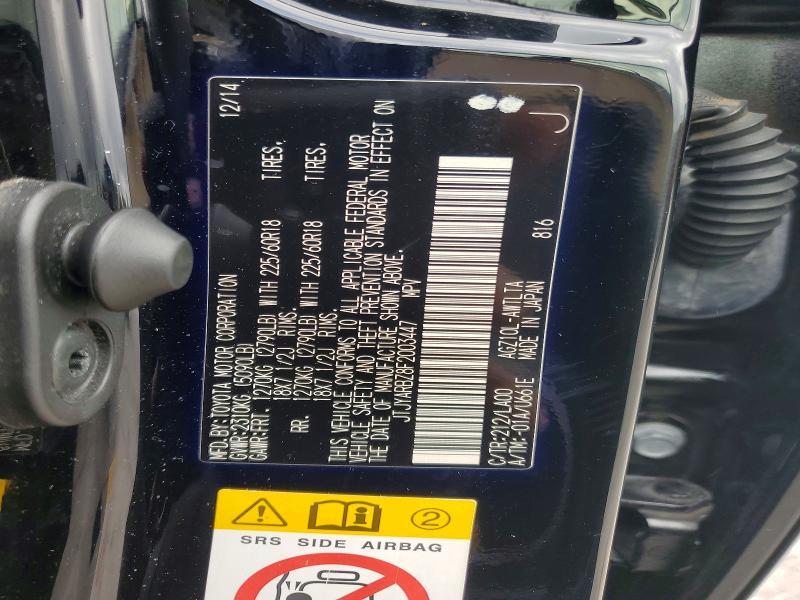 MFD.BY:TOYOTA MOTOR CORPORATION 12/14
GVWR:2310KG (5090LB)
GAWR:FRT. 1270KG (2790LB) WITH 225/60R18 TIRES.
18X7 1/2J RIMS.
RR. 1270KG (2790LB) WITH 225/60R18 TIRES.
18X7 1/2J RIMS.
THIS VEHICLE CONFORMS TO ALL APPLICABLE FEDERAL MOTOR
VEHICLE SAFETY AND THEFT PREVENTION STANDARDS IN EFFECT ON
THE DATE OF MANUFACTURE SHOWN ABOVE.
JTJYARBZ8F2003447 MPV
C/TR:212/LA00 AGZ10L-AWTLTA 816
A/TM:-01A/U661E MADE IN JAPAN J
2
SRS SIDE AIRBAG